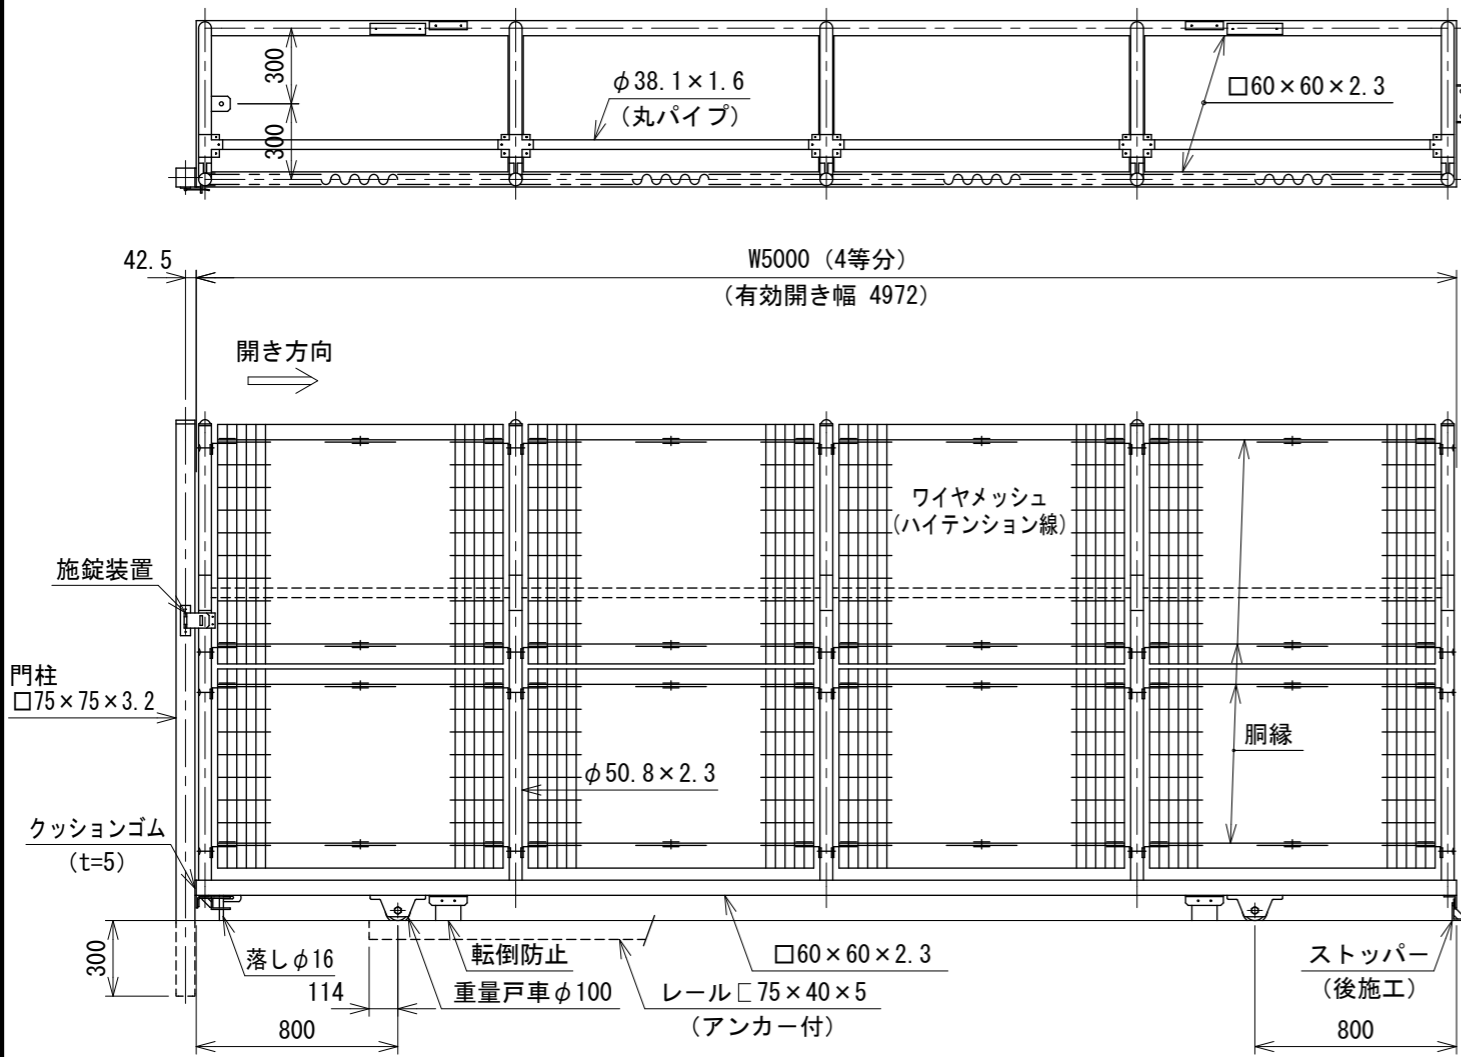 300
300
φ38.1×1.6
(丸パイプ)
□60×60×2.3
42.5
W5000 (4等分)
(有効開き幅 4972)
開き方向
ワイヤメッシュ
(ハイテンション線)
施錠装置
門柱
□75×75×3.2
胴縁
φ50.8×2.3
クッションゴム
(t=5)
300
落しφ16
転倒防止
□60×60×2.3
ストッパー
(後施工)
114
重量戸車φ100
レール⊏75×40×5
(アンカー付)
800
800